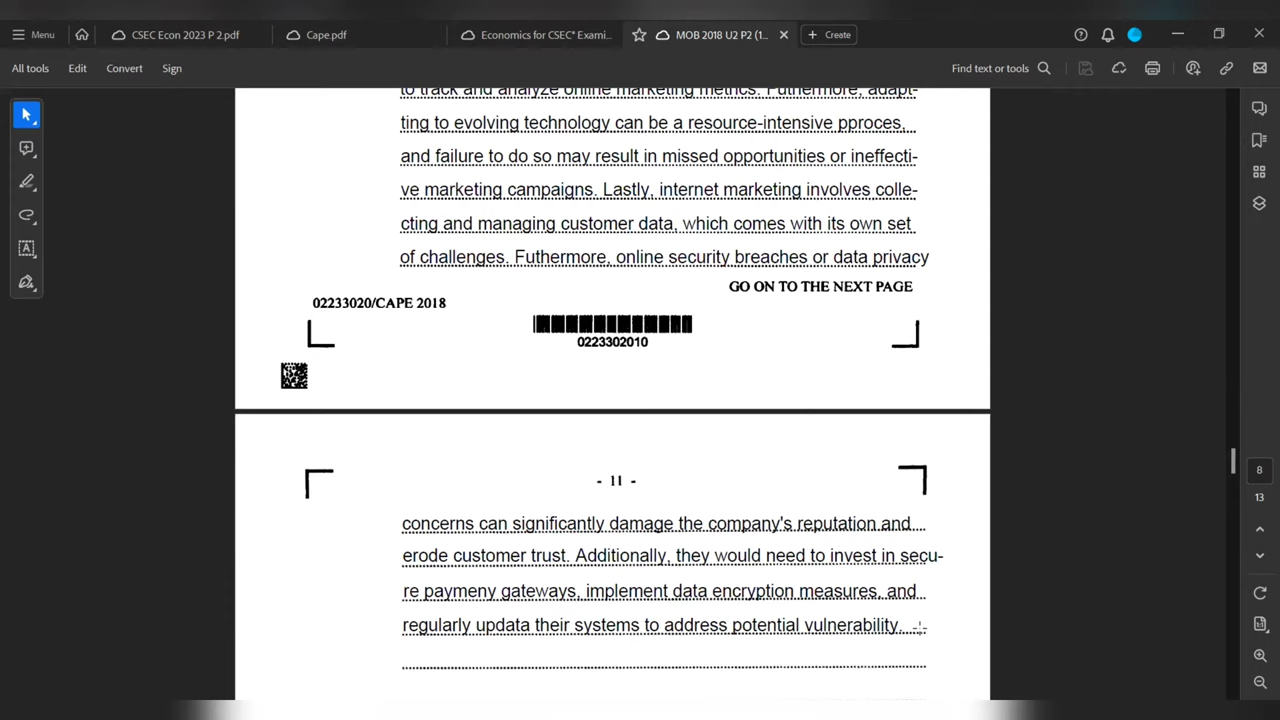 Menu
CSEC Econ 2023 P 2.pdf
Cape.pdf
Economics for CSEC® Exami...
MOB 2018 U2 P2 (1...
Create
All tools
Edit
Convert
Sign
Find text or tools
to track and analyze online marketing metrics. Futhermore, adapt-
ting to evolving technology can be a resource-intensive pproces,
and failure to do so may result in missed opportunities or ineffecti-
ve marketing campaigns. Lastly, internet marketing involves colle-
cting and managing customer data, which comes with its own set
of challenges. Futhermore, online security breaches or data privacy
GO ON TO THE NEXT PAGE
02233020/CAPE 2018
0223302010
- 11 -
concerns can significantly damage the company's reputation and
erode customer trust. Additionally, they would need to invest in secu-
re paymeny gateways, implement data encryption measures, and
regularly updata their systems to address potential vulnerability.
8
13